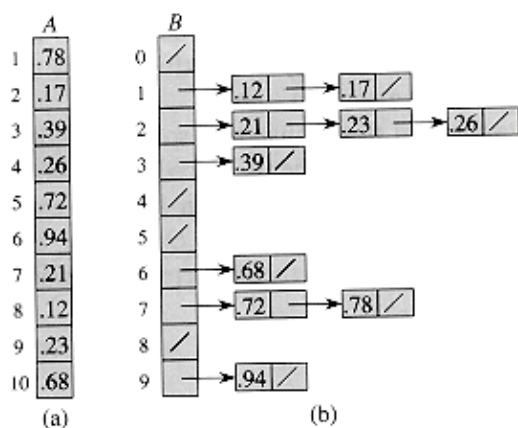 A B
1 .78 0 /
2 .17 1 .12 .17 /
3 .39 2 .21 .23 .26 /
4 .26 3 .39 /
5 .72 4 /
6 .94 5 /
7 .21 6 .68 /
8 .12 7 .72 .78 /
9 .23 8 /
10 .68 9 .94 /
(a) (b)